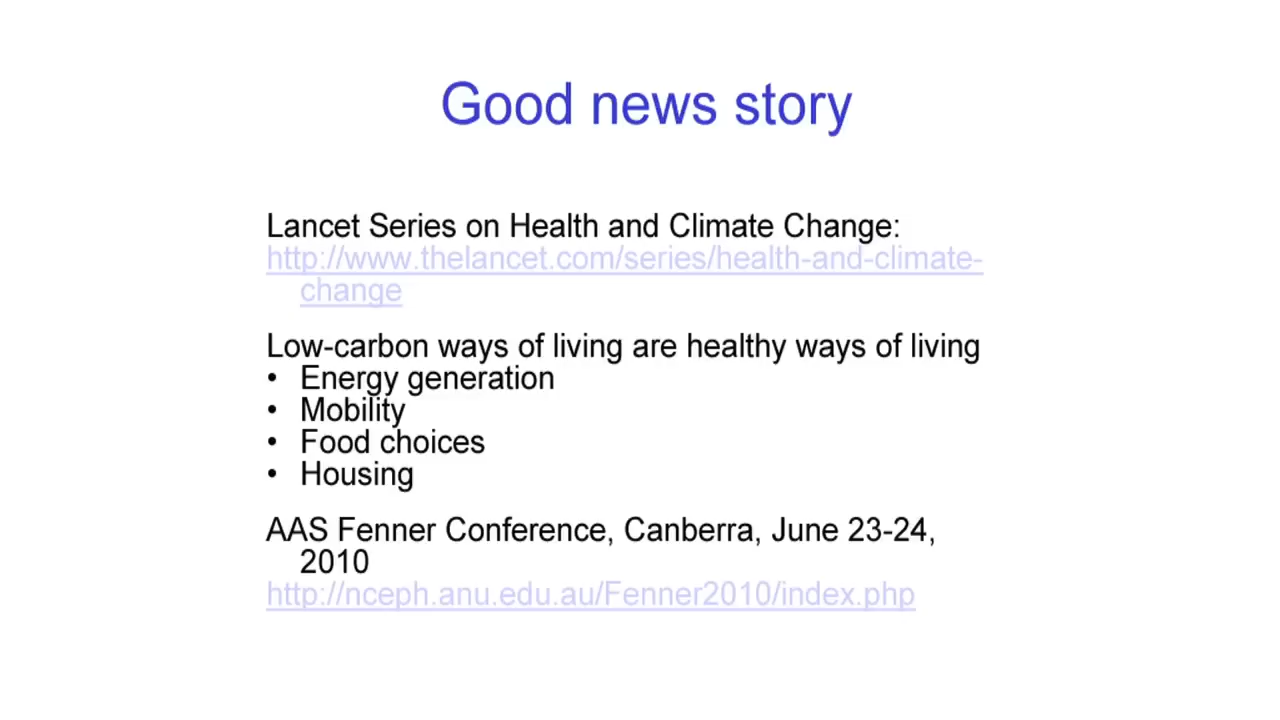 Good news story
Lancet Series on Health and Climate Change:
http://www.thelancet.com/series/health-and-climate-
change
Low-carbon ways of living are healthy ways of living
• Energy generation
• Mobility
• Food choices
• Housing
AAS Fenner Conference, Canberra, June 23-24,
2010
http://nceph.anu.edu.au/Fenner2010/index.php